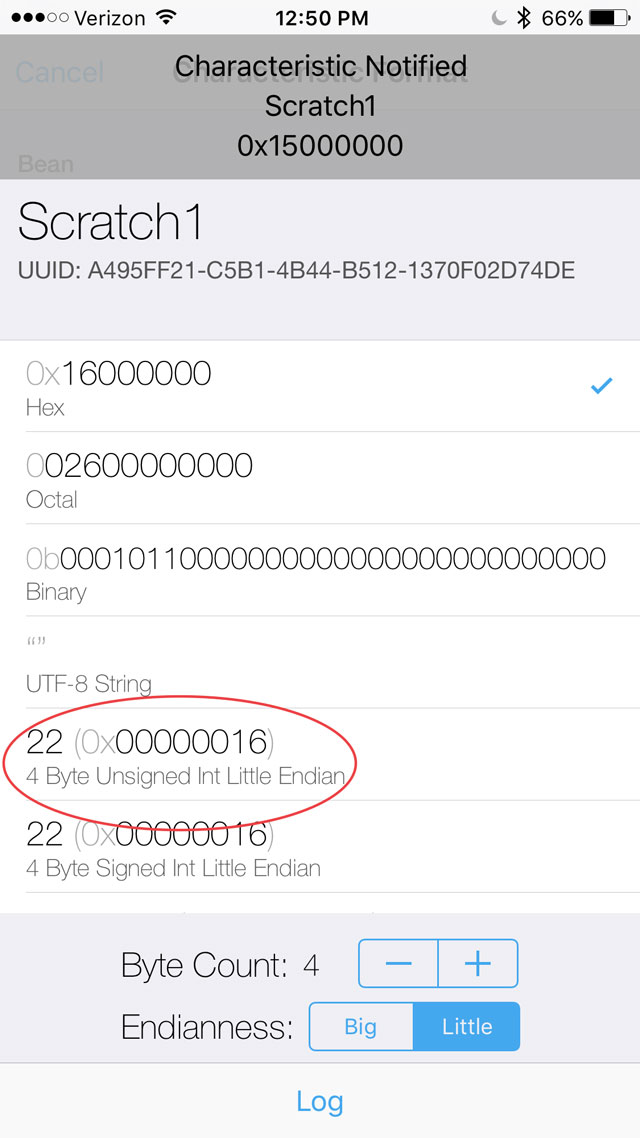 Verizon 12:50 PM 66%
Cancel Characteristic Format
Characteristic Notified
Scratch1
0x15000000
Bean
Scratch1
UUID: A495FF21-C5B1-4B44-B512-1370F02D74DE
0x16000000
Hex
002600000000
Octal
0b00010110000000000000000000000000
Binary
“”
UTF-8 String
22 (0x00000016)
4 Byte Unsigned Int Little Endian
22 (0x00000016)
4 Byte Signed Int Little Endian
Byte Count: 4 − +
Endianness: Big Little
Log